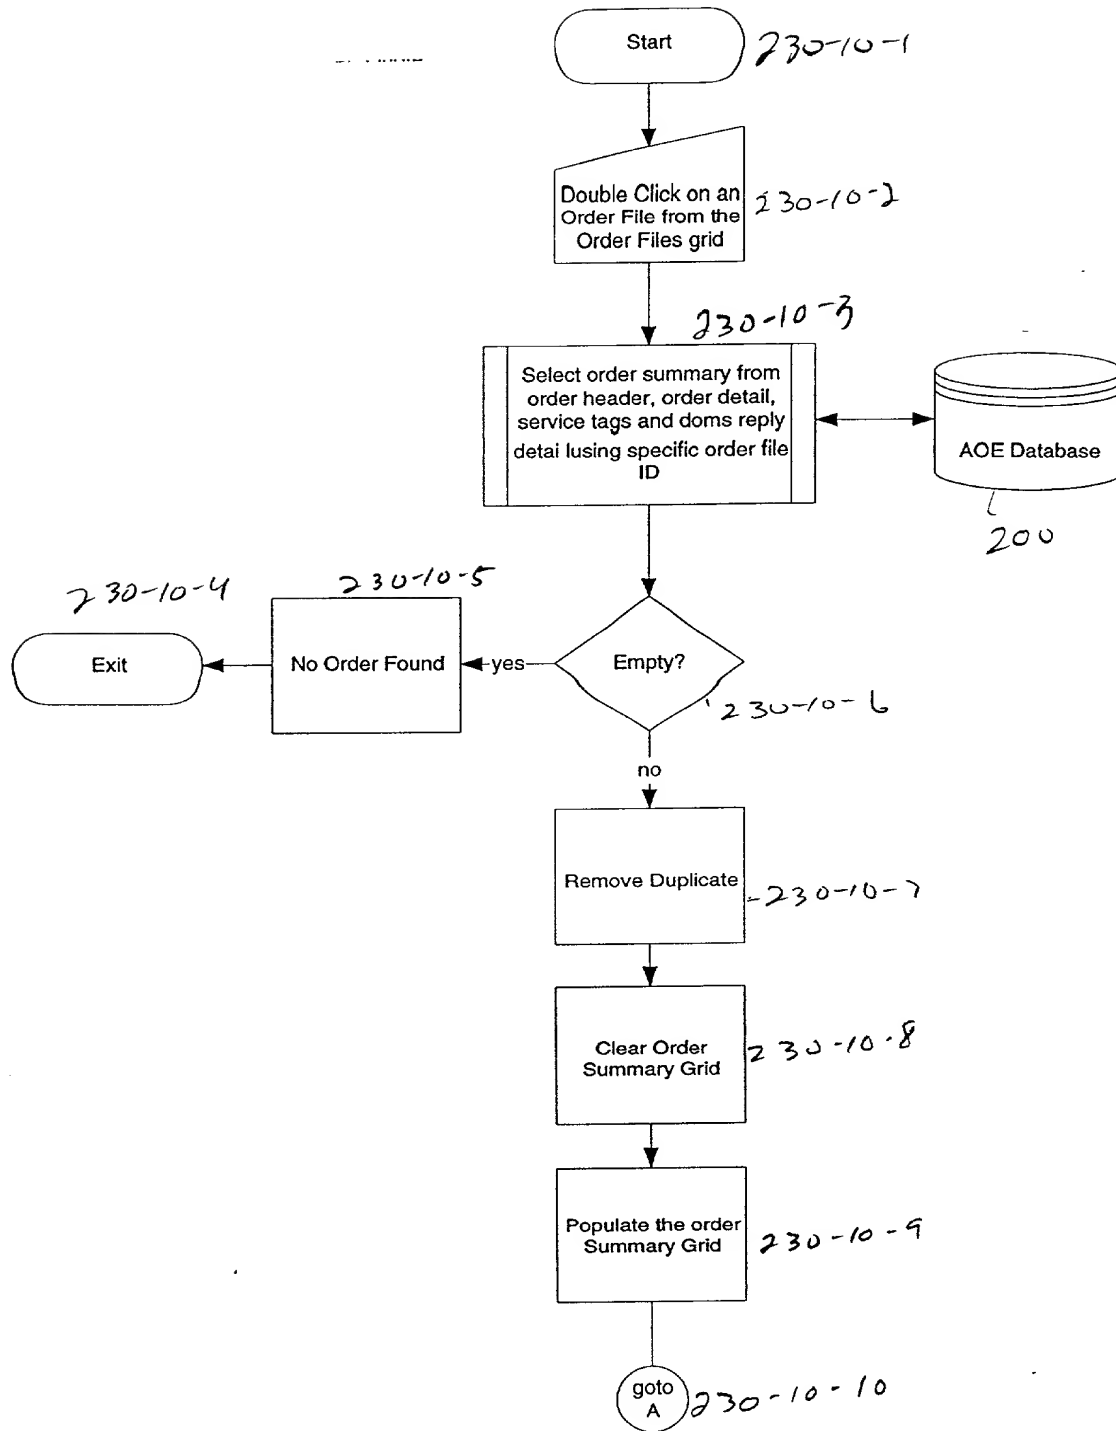 Start
230-10-1
Double Click on an
Order File from the
Order Files grid
230-10-2
230-10-3
Select order summary from
order header, order detail,
service tags and doms reply
detai lusing specific order file
ID
AOE Database
200
230-10-4
230-10-5
Exit
No Order Found
yes
Empty?
230-10-6
no
Remove Duplicate
230-10-7
Clear Order
Summary Grid
230-10-8
Populate the order
Summary Grid
230-10-9
goto
A
230-10-10